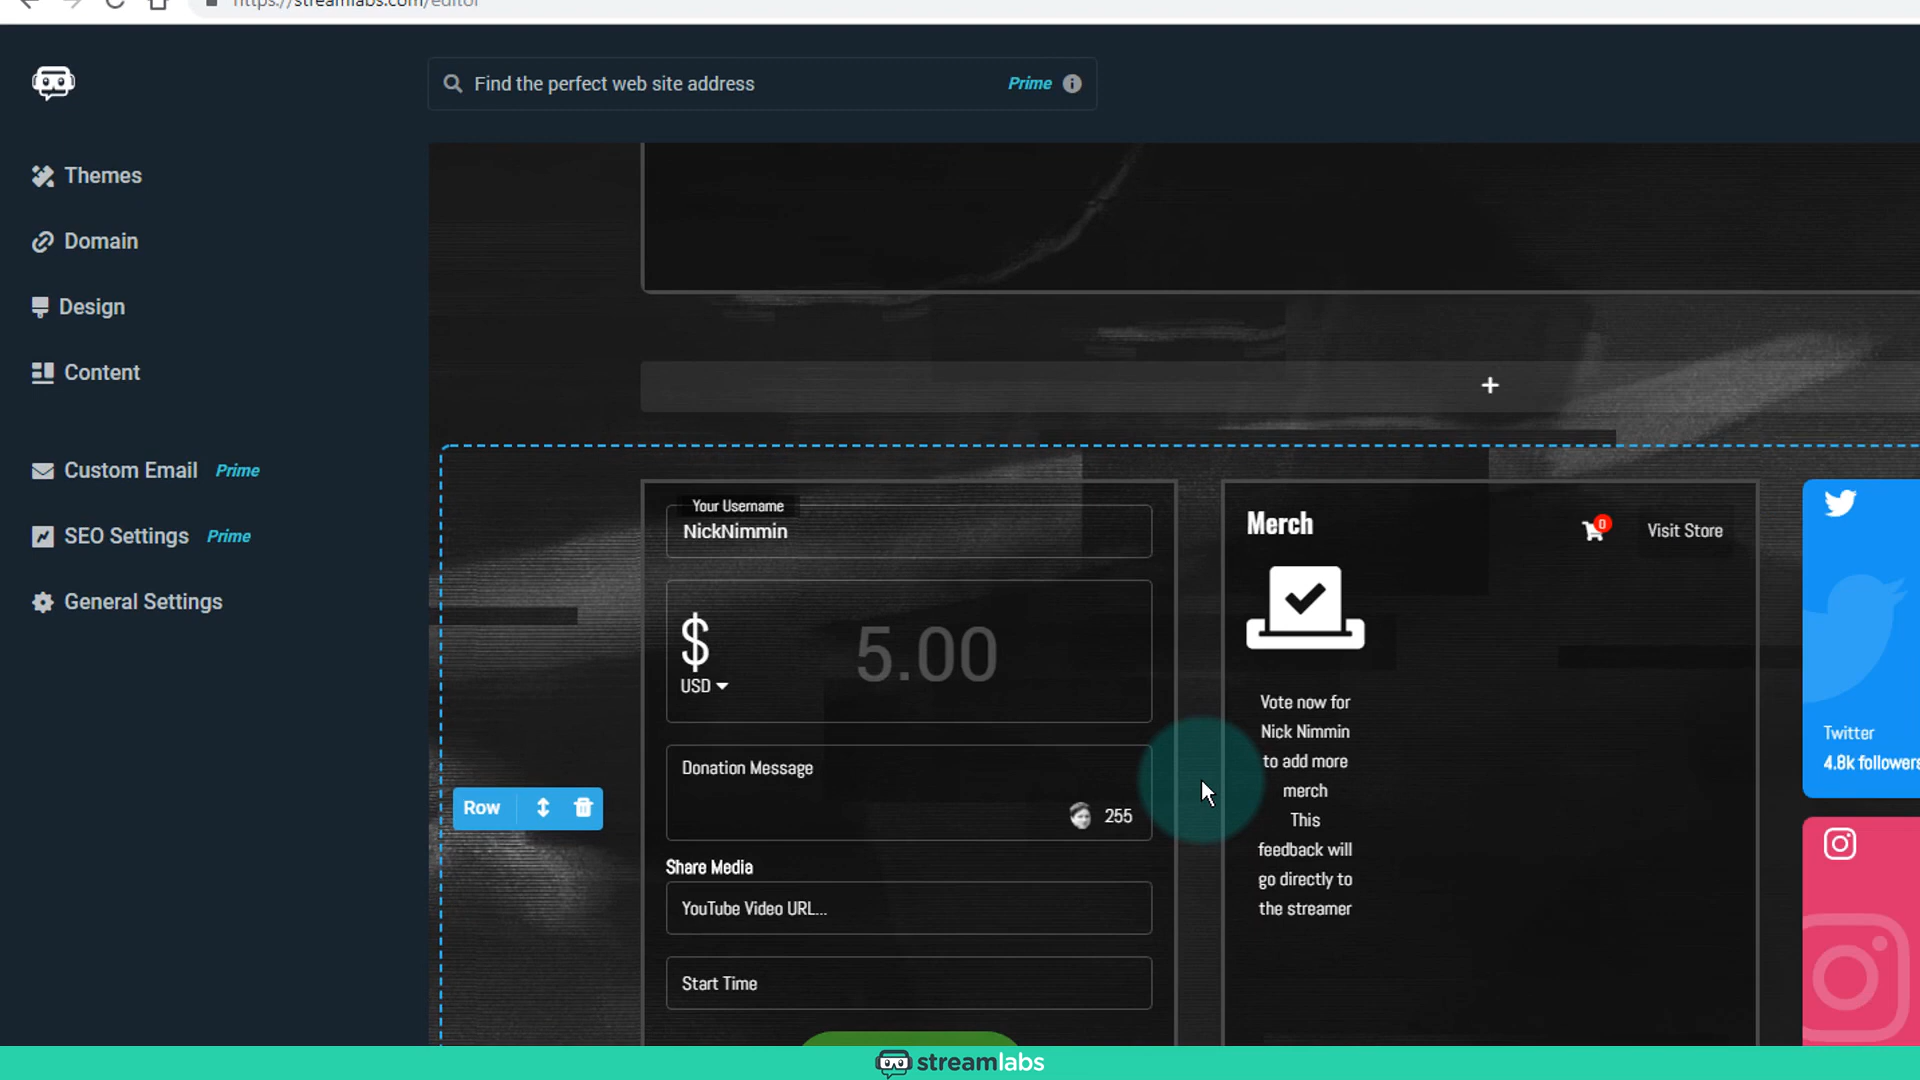 https://streamlabs.com/editor
Find the perfect web site address
Prime
Themes
Domain
Design
Content
Custom Email Prime
SEO Settings Prime
General Settings
Your Username
NickNimmin
$
USD
5.00
Donation Message
255
Share Media
YouTube Video URL...
Start Time
Row
Merch
0
Visit Store
Vote now for
Nick Nimmin
to add more
merch
This
feedback will
go directly to
the streamer
Twitter
4.8k followers
streamlabs